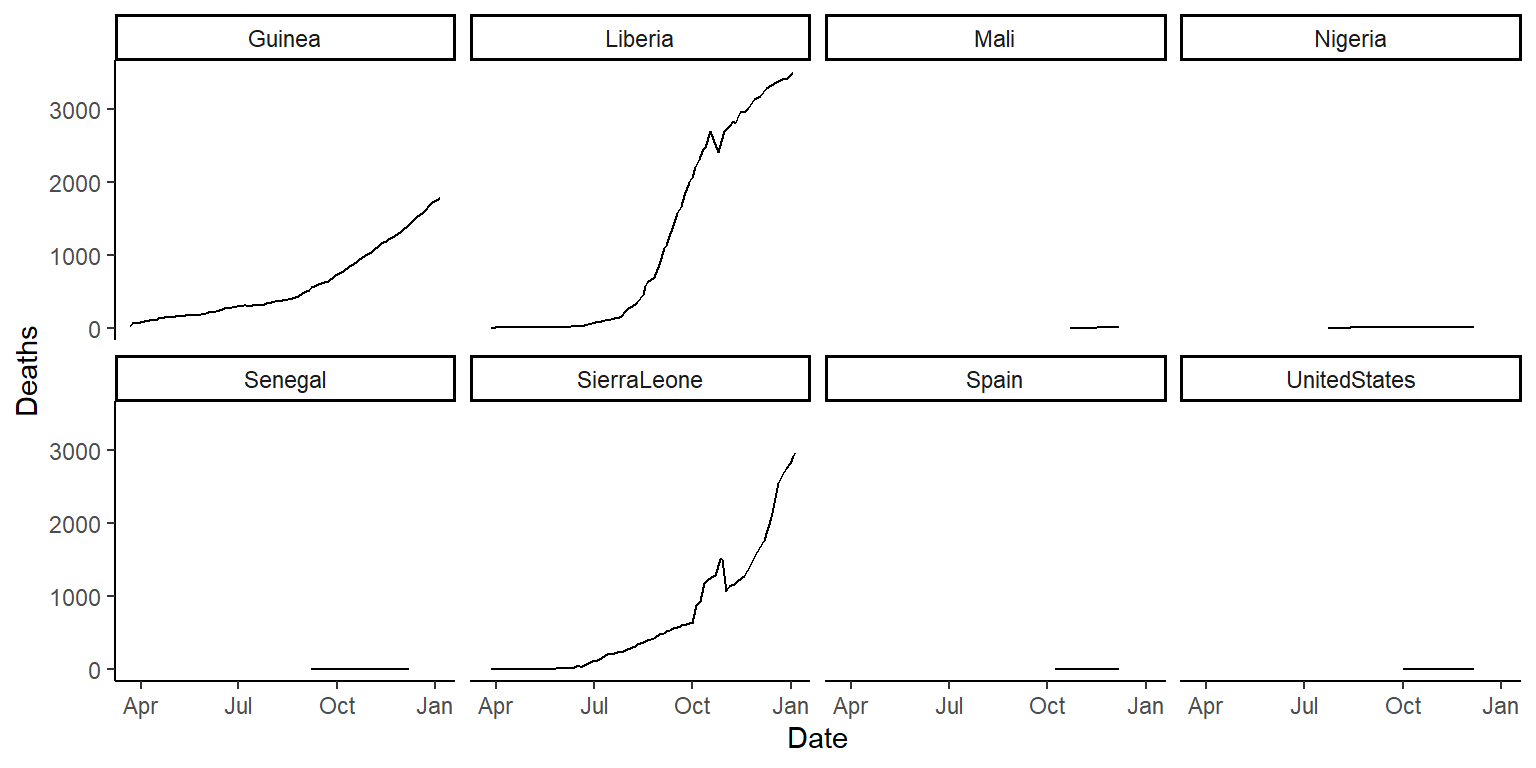 Guinea
Liberia
Mali
Nigeria
3000
2000
1000
0
Deaths
Senegal
SierraLeone
Spain
UnitedStates
3000
2000
1000
0
Apr Jul Oct Jan
Apr Jul Oct Jan
Apr Jul Oct Jan
Apr Jul Oct Jan
Date